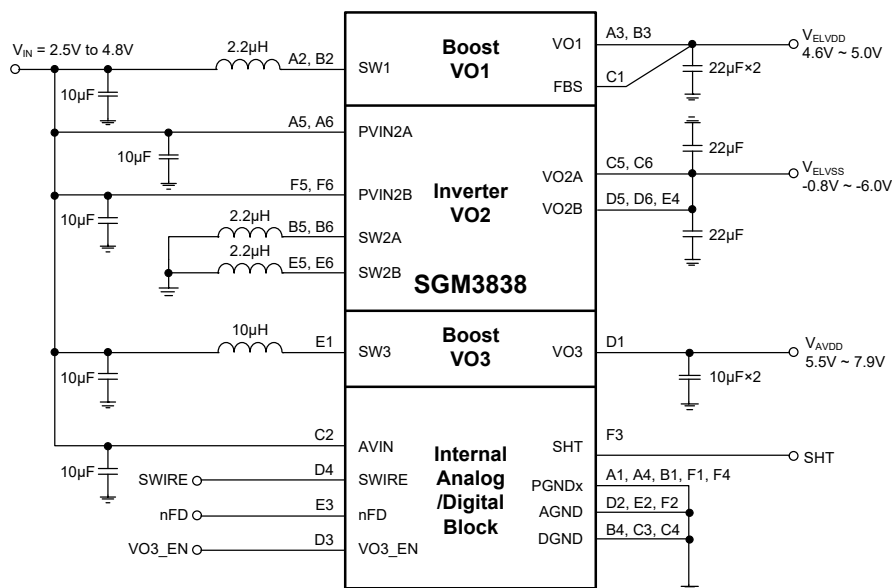 V_IN = 2.5V to 4.8V
2.2µH
A2, B2
SW1
10µF
Boost
VO1
VO1
A3, B3
FBS
C1
V_ELVDD
4.6V ~ 5.0V
22µF×2
A5, A6
PVIN2A
10µF
F5, F6
PVIN2B
10µF
2.2µH
B5, B6
SW2A
2.2µH
E5, E6
SW2B
Inverter
VO2
SGM3838
22µF
VO2A
C5, C6
VO2B
D5, D6, E4
V_ELVSS
-0.8V ~ -6.0V
22µF
10µH
E1
SW3
10µF
Boost
VO3
VO3
D1
V_AVDD
5.5V ~ 7.9V
10µF×2
C2
AVIN
10µF
SWIRE
D4
SWIRE
nFD
E3
nFD
VO3_EN
D3
VO3_EN
Internal
Analog
/Digital
Block
SHT
F3
SHT
PGNDx
A1, A4, B1, F1, F4
AGND
D2, E2, F2
DGND
B4, C3, C4